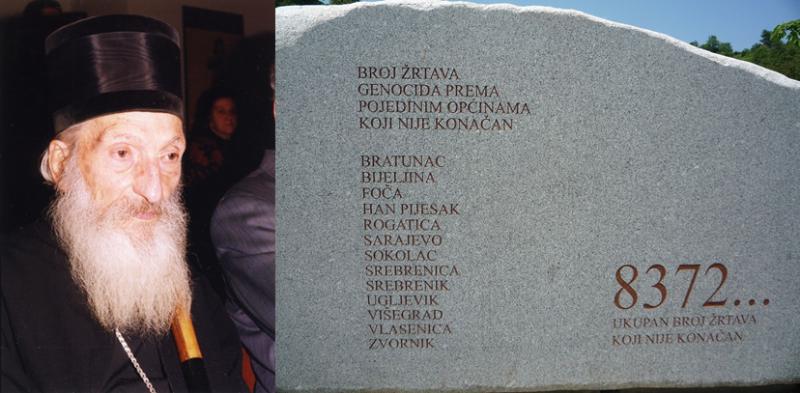 BROJ ŽRTAVA
GENOCIDA PREMA
POJEDINIM OPĆINAMA
KOJI NIJE KONAČAN
BRATUNAC
BIJELJINA
FOČA
HAN PIJESAK
ROGATICA
SARAJEVO
SOKOLAC
SREBRENICA
SREBRENIK
UGLJEVIK
VIŠEGRAD
VLASENICA
ZVORNIK
8372...
UKUPAN BROJ ŽRTAVA
KOJI NIJE KONAČAN